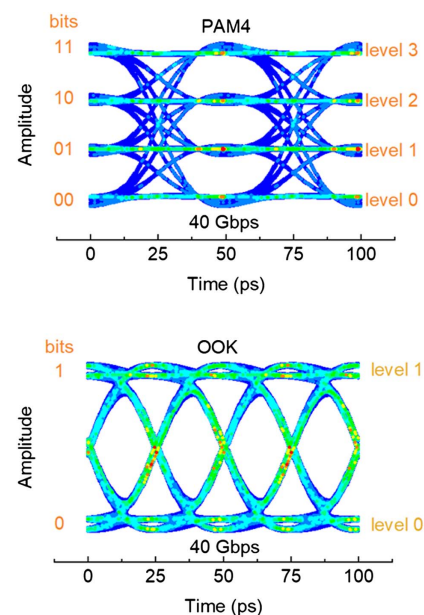 bits
PAM4
11
level 3
10
level 2
01
level 1
00
level 0
Amplitude
40 Gbps
0 25 50 75 100
Time (ps)
bits
OOK
1
level 1
0
level 0
Amplitude
40 Gbps
0 25 50 75 100
Time (ps)